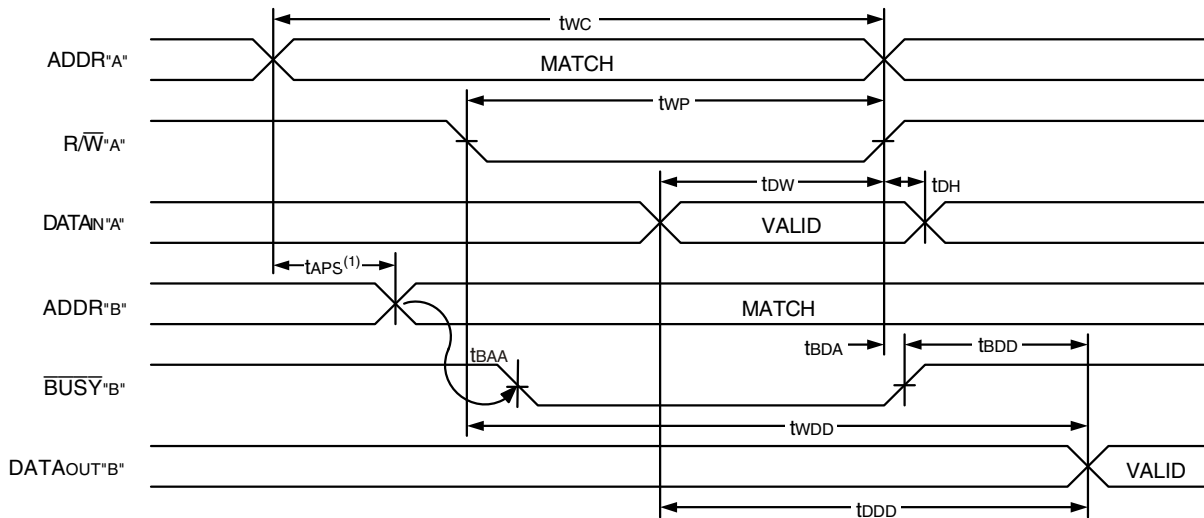 tWC
ADDR"A"
MATCH
tWP
R/W̅"A"
tDW
tDH
DATAIN"A"
VALID
tAPS(1)
ADDR"B"
MATCH
tBAA
tBDA
tBDD
B̅U̅S̅Y̅"B"
tWDD
DATAOUT"B"
VALID
tDDD